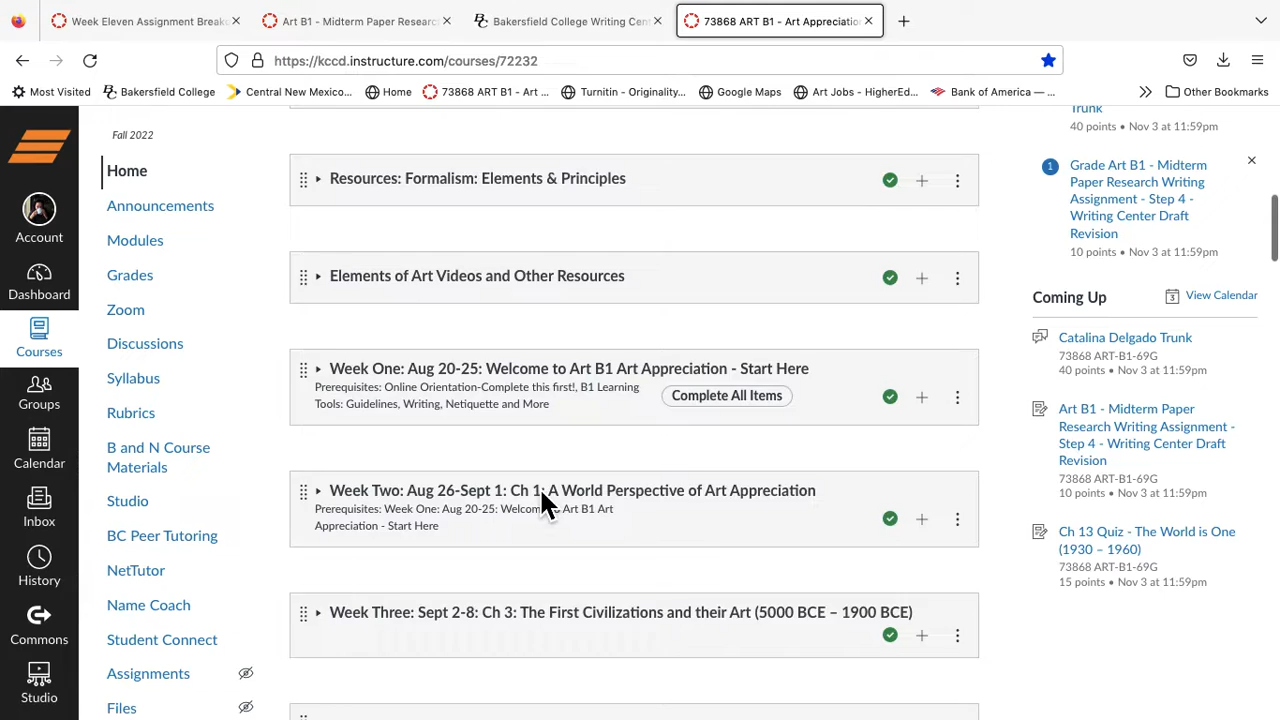 Week Eleven Assignment Breaku
Art B1 - Midterm Paper Researc
Bakersfield College Writing Cent
73868 ART B1 - Art Appreciation
https://kccd.instructure.com/courses/72232
Most Visited
Bakersfield College
Central New Mexico...
Home
73868 ART B1 - Art ...
Turnitin - Originality...
Google Maps
Art Jobs - HigherEd...
Bank of America — ...
Other Bookmarks
Account
Dashboard
Courses
Groups
Calendar
Inbox
History
Commons
Studio
Fall 2022
Home
Announcements
Modules
Grades
Zoom
Discussions
Syllabus
Rubrics
B and N Course
Materials
Studio
BC Peer Tutoring
NetTutor
Name Coach
Student Connect
Assignments
Files
Resources: Formalism: Elements & Principles
Elements of Art Videos and Other Resources
Week One: Aug 20-25: Welcome to Art B1 Art Appreciation - Start Here
Prerequisites: Online Orientation-Complete this first!, B1 Learning
Tools: Guidelines, Writing, Netiquette and More
Complete All Items
Week Two: Aug 26-Sept 1: Ch 1: A World Perspective of Art Appreciation
Prerequisites: Week One: Aug 20-25: Welcom Art B1 Art
Appreciation - Start Here
Week Three: Sept 2-8: Ch 3: The First Civilizations and their Art (5000 BCE – 1900 BCE)
Trunk
40 points • Nov 3 at 11:59pm
1
Grade Art B1 - Midterm
Paper Research Writing
Assignment - Step 4 -
Writing Center Draft
Revision
10 points • Nov 3 at 11:59pm
Coming Up
3
View Calendar
Catalina Delgado Trunk
73868 ART-B1-69G
40 points • Nov 3 at 11:59pm
Art B1 - Midterm Paper
Research Writing Assignment -
Step 4 - Writing Center Draft
Revision
73868 ART-B1-69G
10 points • Nov 3 at 11:59pm
Ch 13 Quiz - The World is One
(1930 – 1960)
73868 ART-B1-69G
15 points • Nov 3 at 11:59pm